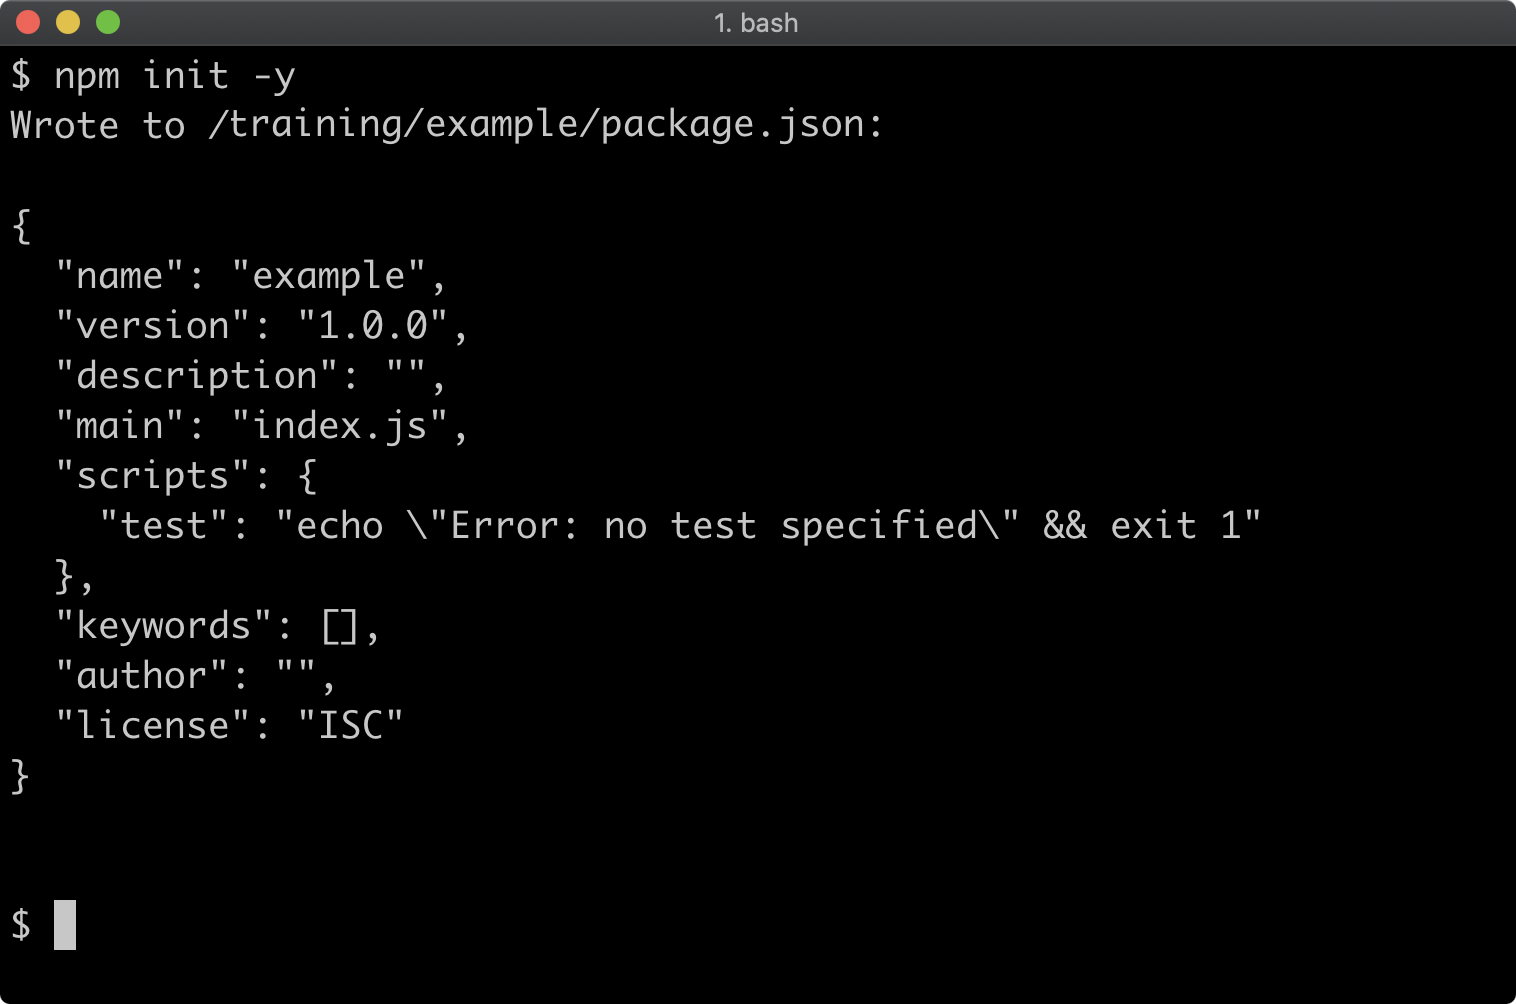 1. bash
$ npm init -y
Wrote to /training/example/package.json:

{
  "name": "example",
  "version": "1.0.0",
  "description": "",
  "main": "index.js",
  "scripts": {
    "test": "echo \"Error: no test specified\" && exit 1"
  },
  "keywords": [],
  "author": "",
  "license": "ISC"
}

$